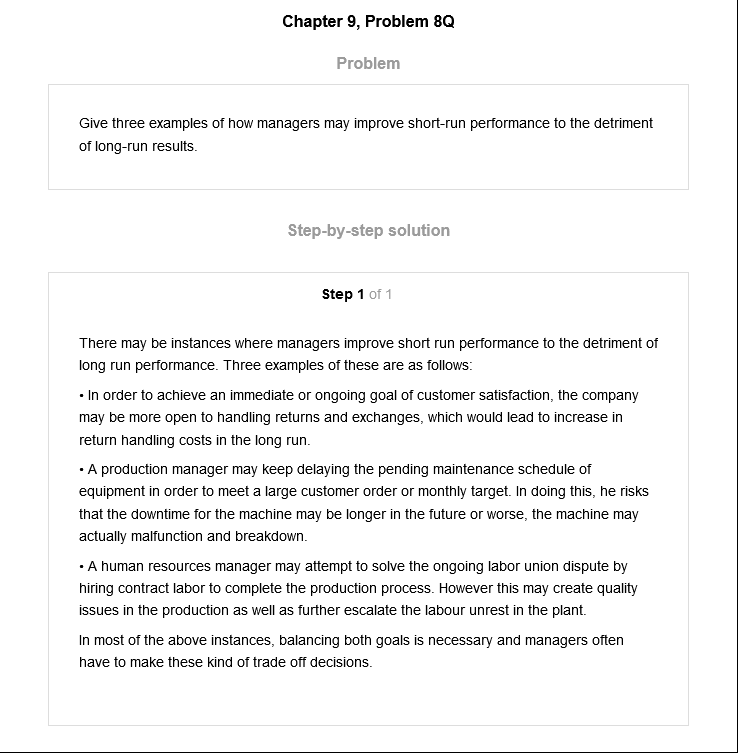 Chapter 9, Problem 8Q
Problem
Give three examples of how managers may improve short-run performance to the detriment
of long-run results.
Step-by-step solution
Step 1 of 1
There may be instances where managers improve short run performance to the detriment of
long run performance. Three examples of these are as follows:
• In order to achieve an immediate or ongoing goal of customer satisfaction, the company
may be more open to handling returns and exchanges, which would lead to increase in
return handling costs in the long run.
• A production manager may keep delaying the pending maintenance schedule of
equipment in order to meet a large customer order or monthly target. In doing this, he risks
that the downtime for the machine may be longer in the future or worse, the machine may
actually malfunction and breakdown.
• A human resources manager may attempt to solve the ongoing labor union dispute by
hiring contract labor to complete the production process. However this may create quality
issues in the production as well as further escalate the labour unrest in the plant.
In most of the above instances, balancing both goals is necessary and managers often
have to make these kind of trade off decisions.